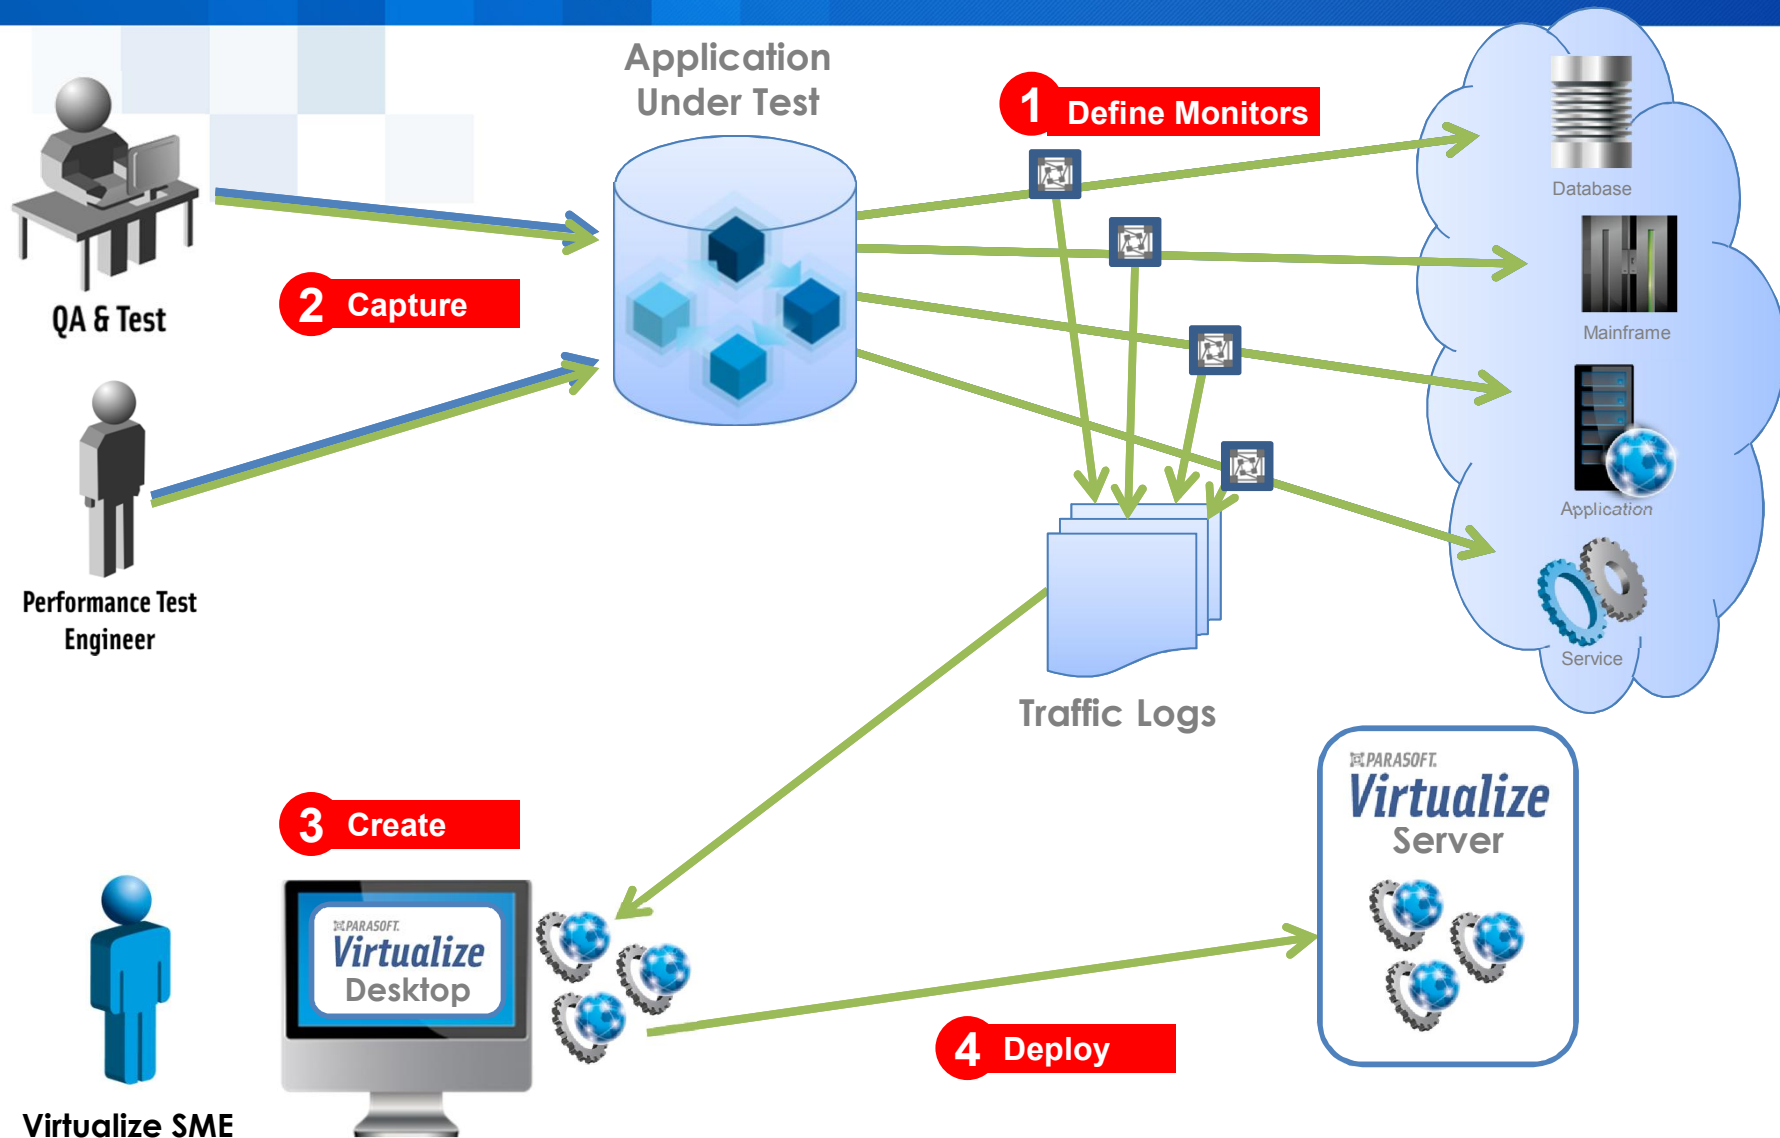 Application
Under Test
1 Define Monitors
Database
Mainframe
Application
Service
QA & Test
2 Capture
Performance Test
Engineer
Traffic Logs
3 Create
PARASOFT.
Virtualize
Desktop
Virtualize SME
4 Deploy
PARASOFT.
Virtualize
Server